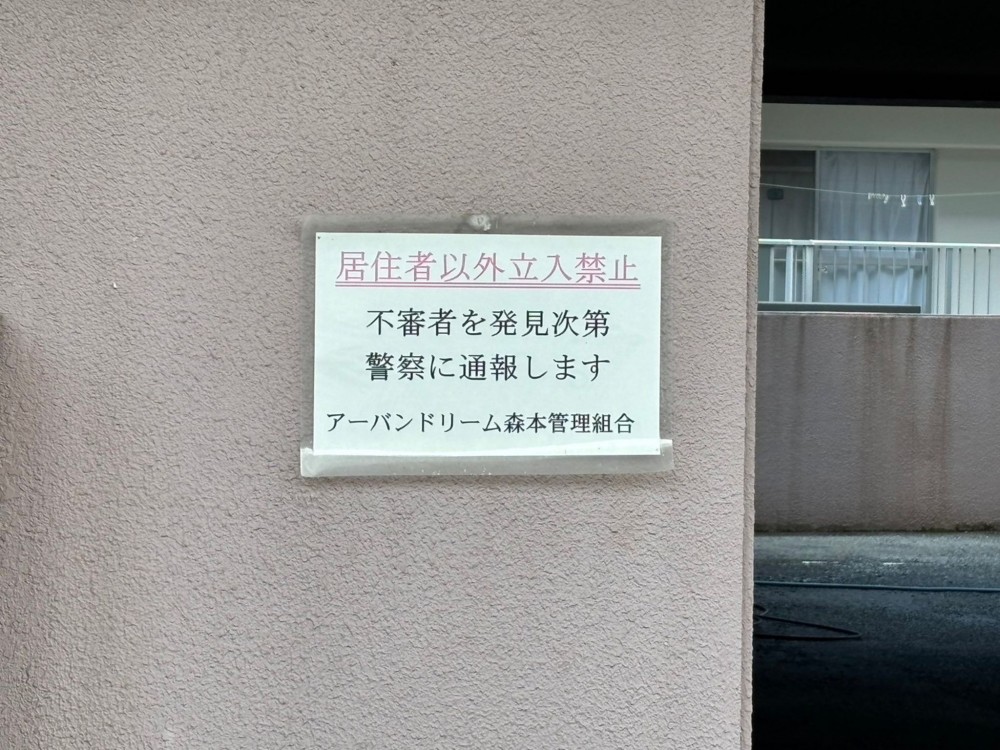 居住者以外立入禁止
不審者を発見次第
警察に通報します
アーバンドリーム森本管理組合